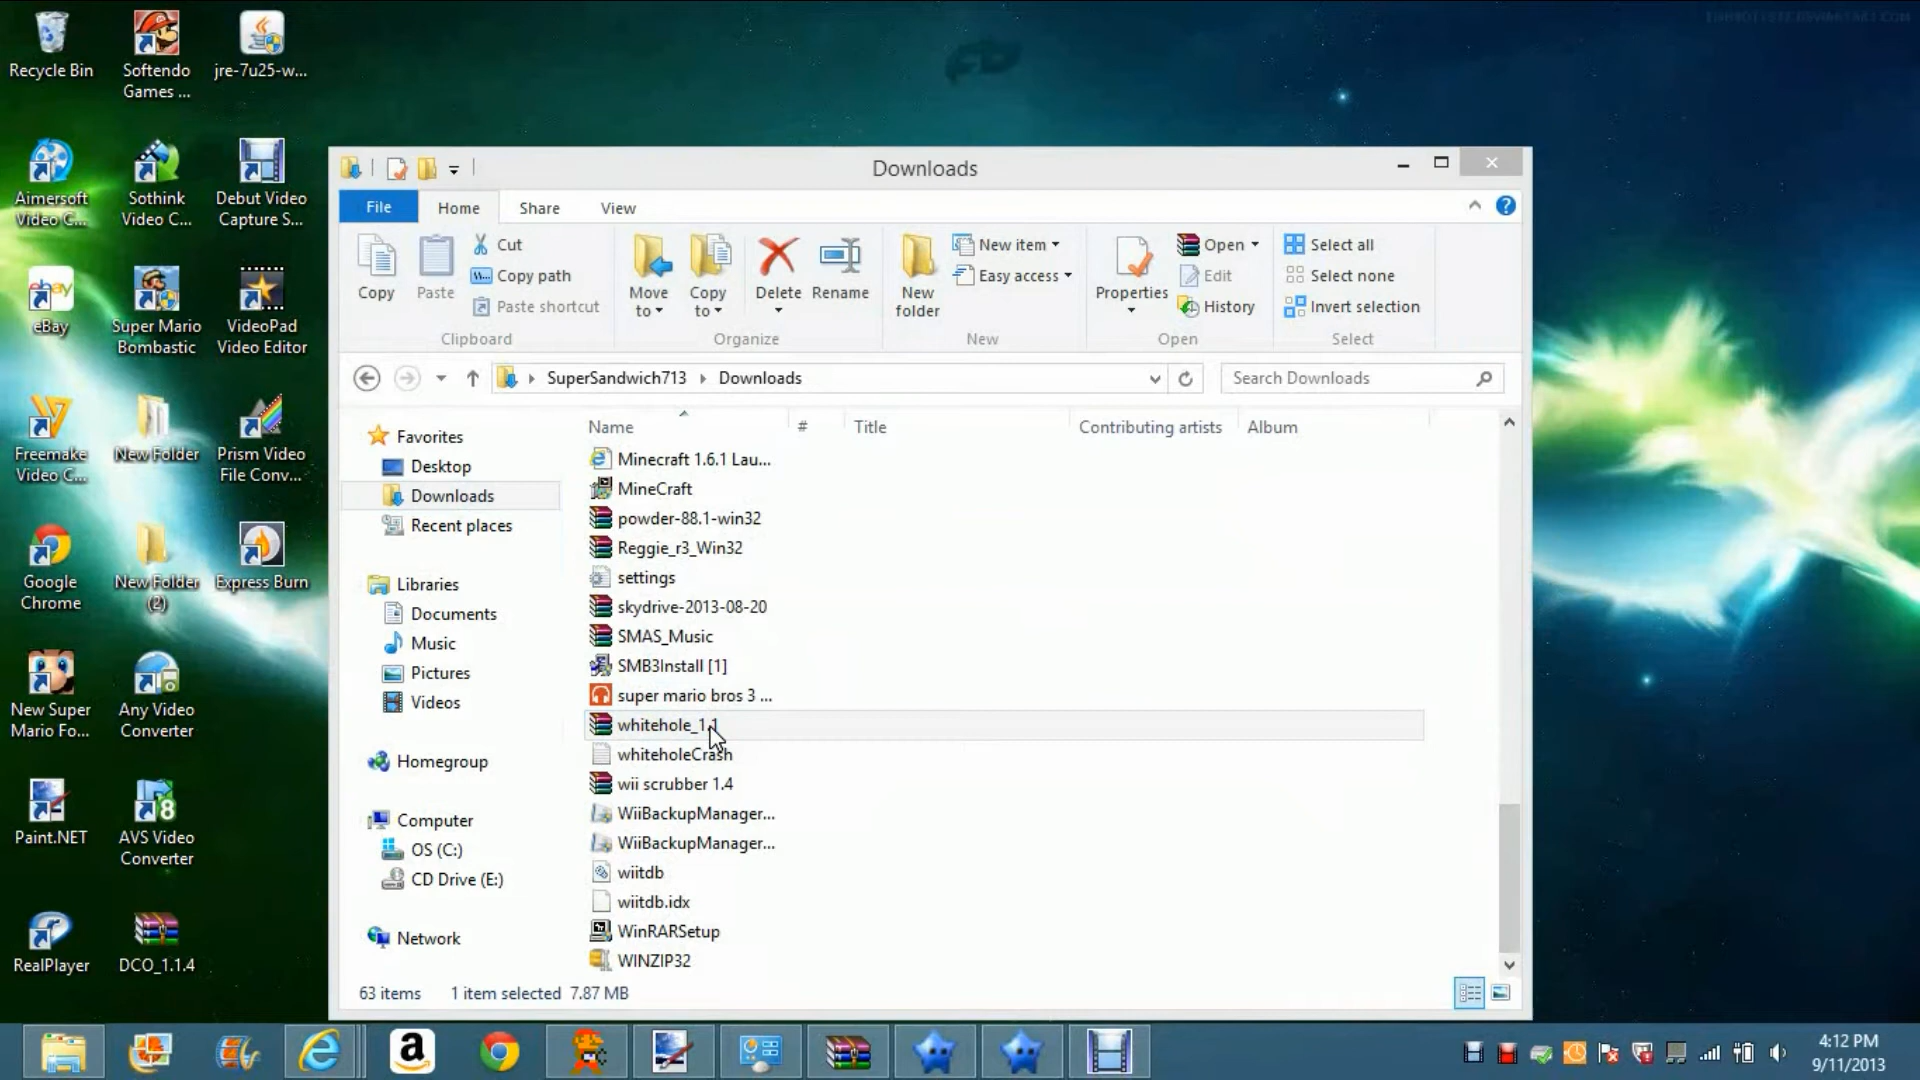 Recycle Bin
Softendo
Games ...
jre-7u25-w...
Aimersoft
Video C...
Sothink
Video C...
Debut Video
Capture S...
eBay
Super Mario
Bombastic
VideoPad
Video Editor
Freemake
Video C...
New Folder
Prism Video
File Conv...
Google
Chrome
New Folder
(2)
Express Burn
New Super
Mario Fo...
Any Video
Converter
Paint.NET
AVS Video
Converter
RealPlayer
DCO_1.1.4
Downloads
File
Home
Share
View
Copy
Paste
Cut
Copy path
Paste shortcut
Clipboard
Move
to
Copy
to
Delete
Rename
Organize
New
folder
New item
Easy access
New
Properties
Open
Edit
History
Open
Select all
Select none
Invert selection
Select
SuperSandwich713
Downloads
Search Downloads
Favorites
Desktop
Downloads
Recent places
Libraries
Documents
Music
Pictures
Videos
Homegroup
Computer
OS (C:)
CD Drive (E:)
Network
Name
#
Title
Contributing artists
Album
Minecraft 1.6.1 Lau...
MineCraft
powder-88.1-win32
Reggie_r3_Win32
settings
skydrive-2013-08-20
SMAS_Music
SMB3Install [1]
super mario bros 3 ...
whitehole_1.1
whiteholeCrash
wii scrubber 1.4
WiiBackupManager...
WiiBackupManager...
wiitdb
wiitdb.idx
WinRARSetup
WINZIP32
63 items
1 item selected 7.87 MB
4:12 PM
9/11/2013